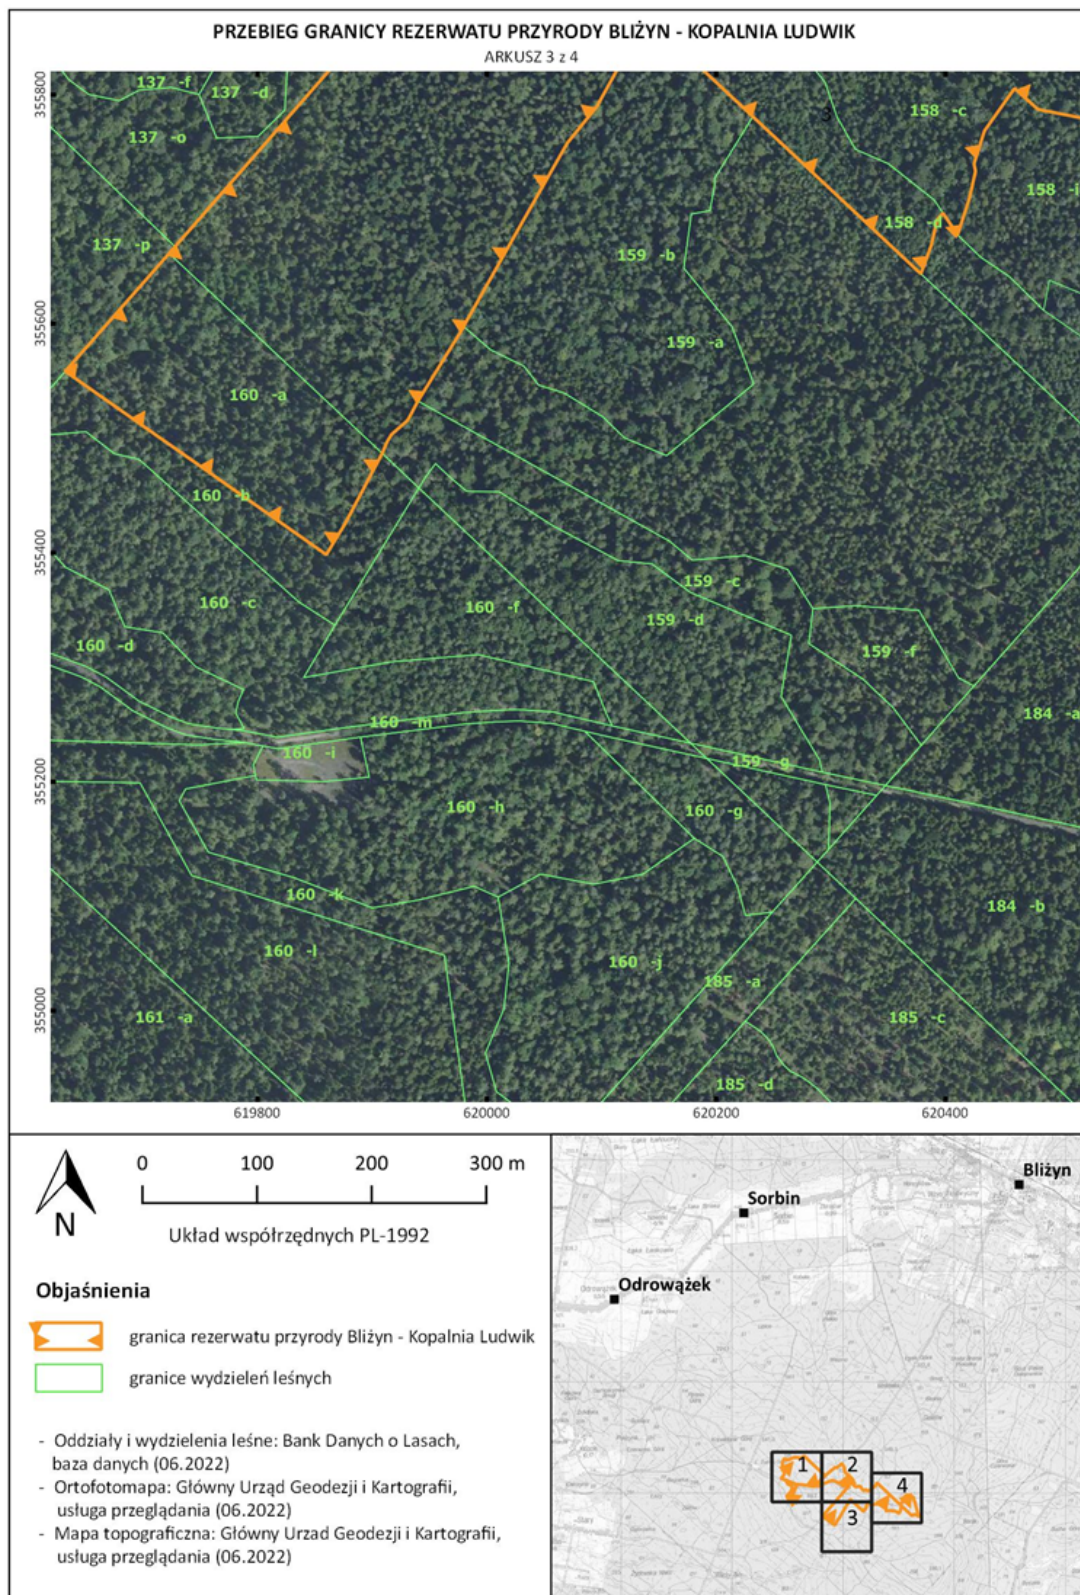 PRZEBIEG GRANICY REZERWATU PRZYRODY BLIŻYN - KOPALNIA LUDWIK
ARKUSZ 3 z 4
355800
355600
355400
355200
355000
137 -f
137 -d
137 -o
137 -p
3
158 -c
158 -i
158 -d
159 -b
159 -a
160 -a
160 -b
160 -c
160 -d
160 -f
159 -c
159 -d
159 -f
184 -a
160 -m
160 -i
159 -g
160 -h
160 -g
160 -k
184 -b
160 -l
160 -j
185 -a
161 -a
185 -c
185 -d
619800
620000
620200
620400
0 100 200 300 m
N
Układ współrzędnych PL-1992
Objaśnienia
granica rezerwatu przyrody Bliżyn - Kopalnia Ludwik
granice wydzieleń leśnych
- Oddziały i wydzielenia leśne: Bank Danych o Lasach,
baza danych (06.2022)
- Ortofotomapa: Główny Urząd Geodezji i Kartografii,
usługa przeglądania (06.2022)
- Mapa topograficzna: Główny Urzad Geodezji i Kartografii,
usługa przeglądania (06.2022)
Bliżyn
Sorbin
Odrowążek
1
2
4
3